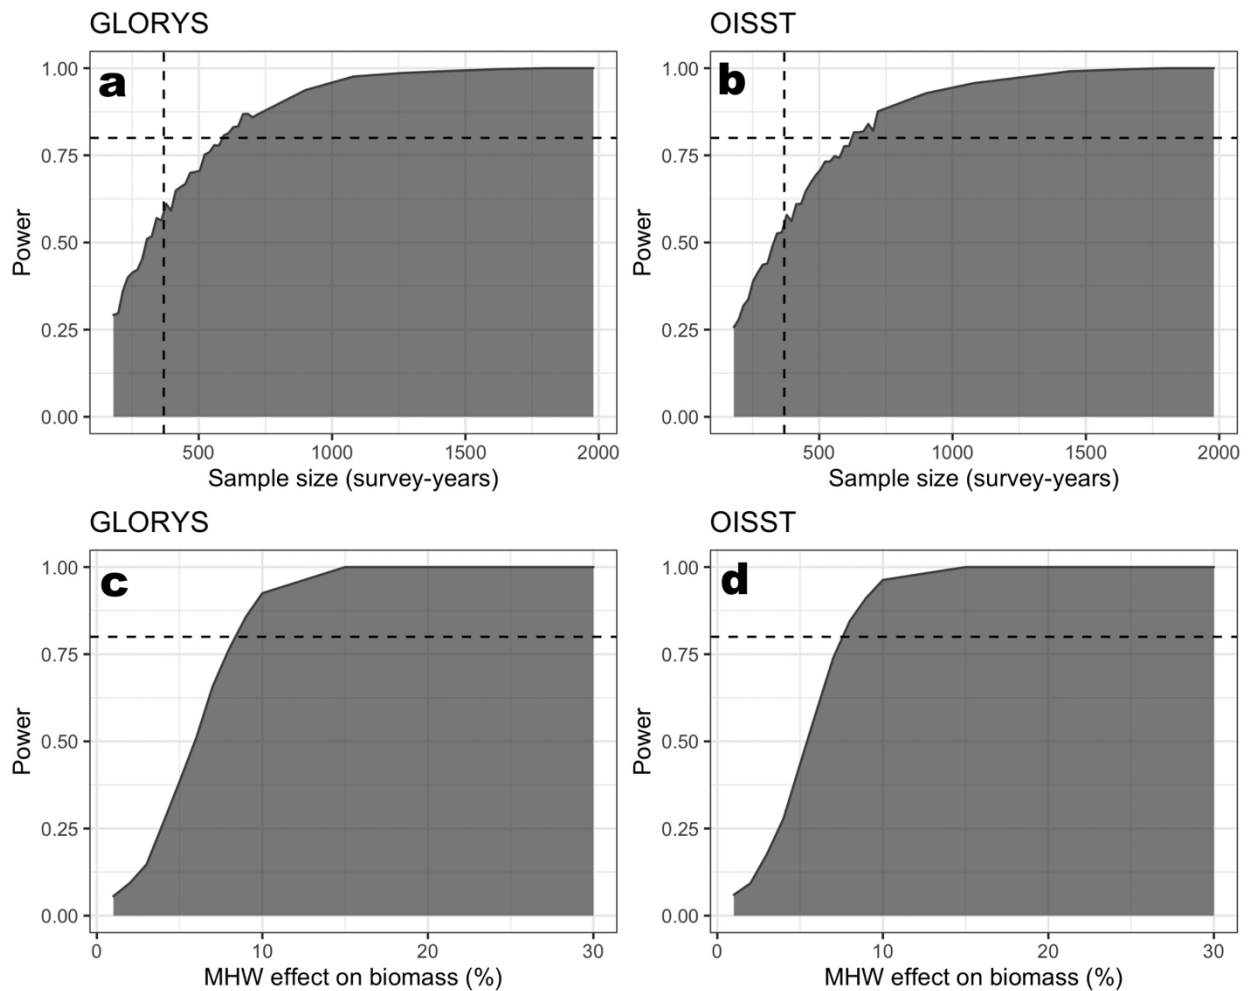 GLORYS
OISST
a
b
1.00
0.75
0.50
0.25
0.00
Power
500
1000
1500
2000
Sample size (survey-years)
1.00
0.75
0.50
0.25
0.00
Power
500
1000
1500
2000
Sample size (survey-years)
GLORYS
OISST
c
d
1.00
0.75
0.50
0.25
0.00
Power
0
10
20
30
MHW effect on biomass (%)
1.00
0.75
0.50
0.25
0.00
Power
0
10
20
30
MHW effect on biomass (%)